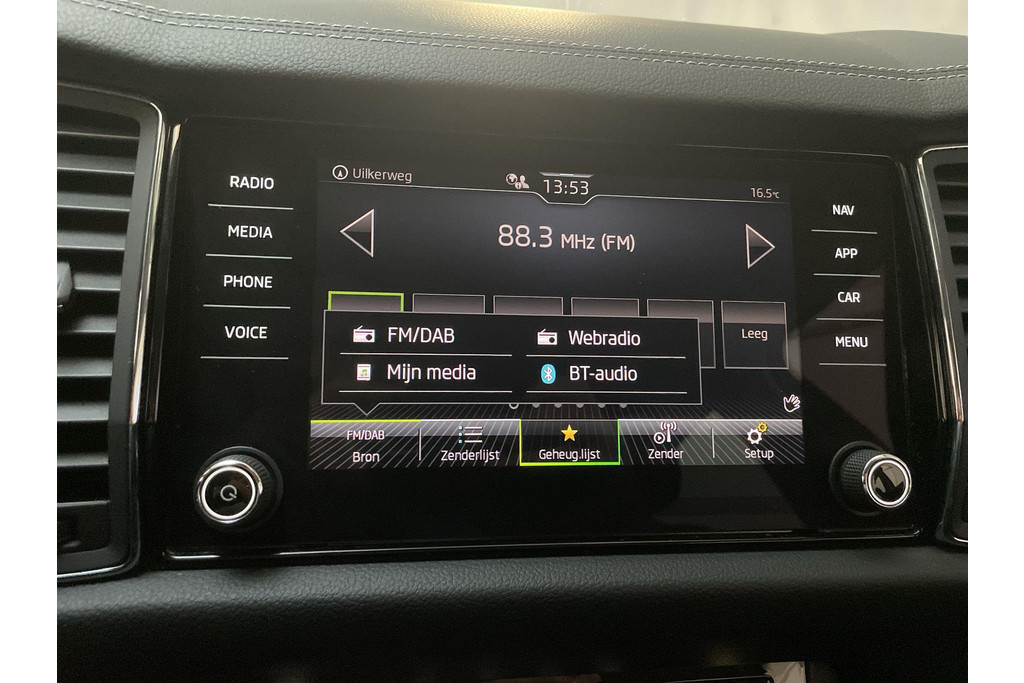 RADIO
MEDIA
PHONE
VOICE
Uilkerweg
13:53
16.5°C
88.3 MHz (FM)
Leeg
FM/DAB
Webradio
Mijn media
BT-audio
FM/DAB
Bron
Zenderlijst
Geheug.lijst
Zender
Setup
NAV
APP
CAR
MENU